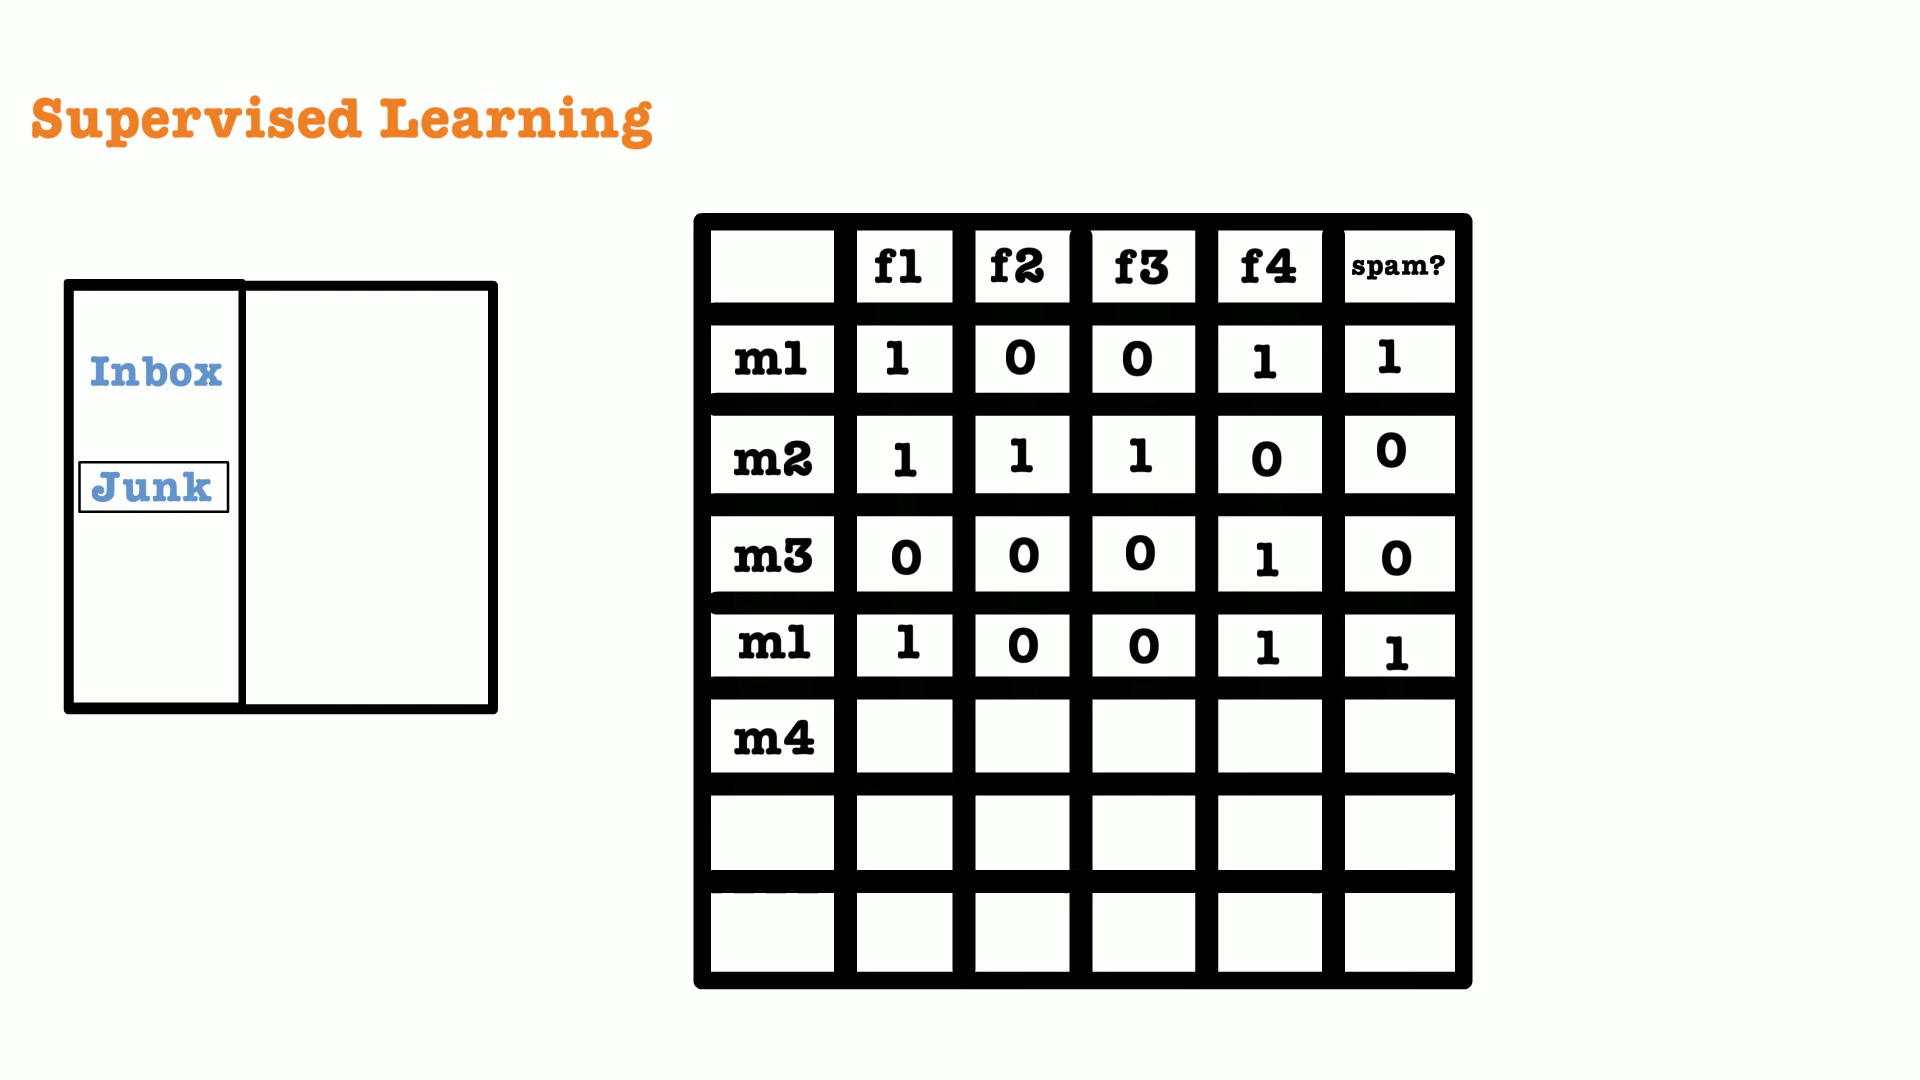 Supervised Learning
Inbox
Junk
f1 f2 f3 f4 spam?
m1 1 0 0 1 1
m2 1 1 1 0 0
m3 0 0 0 1 0
m1 1 0 0 1 1
m4